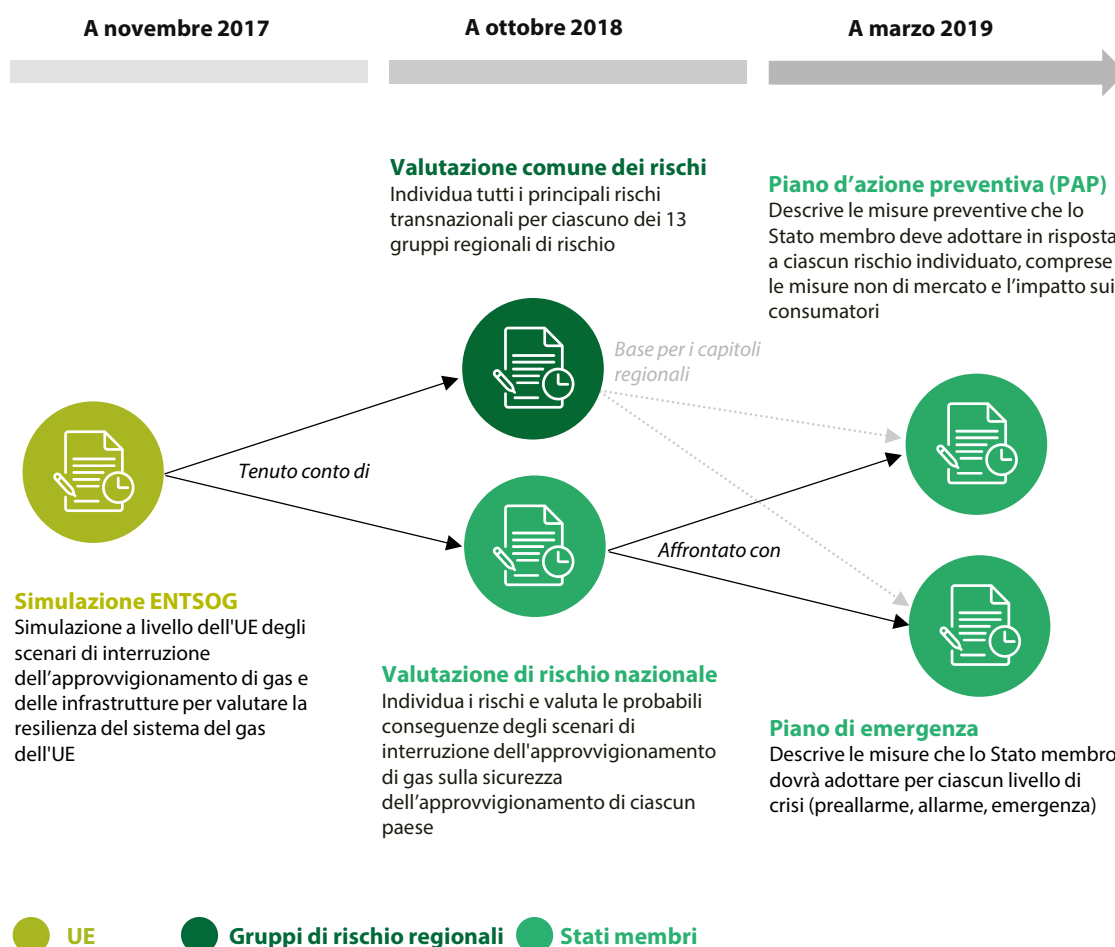 A novembre 2017
A ottobre 2018
A marzo 2019
Valutazione comune dei rischi
Individua tutti i principali rischi
transnazionali per ciascuno dei 13
gruppi regionali di rischio
Piano d'azione preventiva (PAP)
Descrive le misure preventive che lo
Stato membro deve adottare in risposta
a ciascun rischio individuato, comprese
le misure non di mercato e l'impatto sui
consumatori
Base per i capitoli
regionali
Tenuto conto di
Affrontato con
Simulazione ENTSOG
Simulazione a livello dell'UE degli
scenari di interruzione
dell'approvvigionamento di gas e
delle infrastrutture per valutare la
resilienza del sistema del gas
dell'UE
Valutazione di rischio nazionale
Individua i rischi e valuta le probabili
conseguenze degli scenari di
interruzione dell'approvvigionamento
di gas sulla sicurezza
dell'approvvigionamento di ciascun
paese
Piano di emergenza
Descrive le misure che lo Stato membro
dovrà adottare per ciascun livello di
crisi (preallarme, allarme, emergenza)
UE
Gruppi di rischio regionali
Stati membri